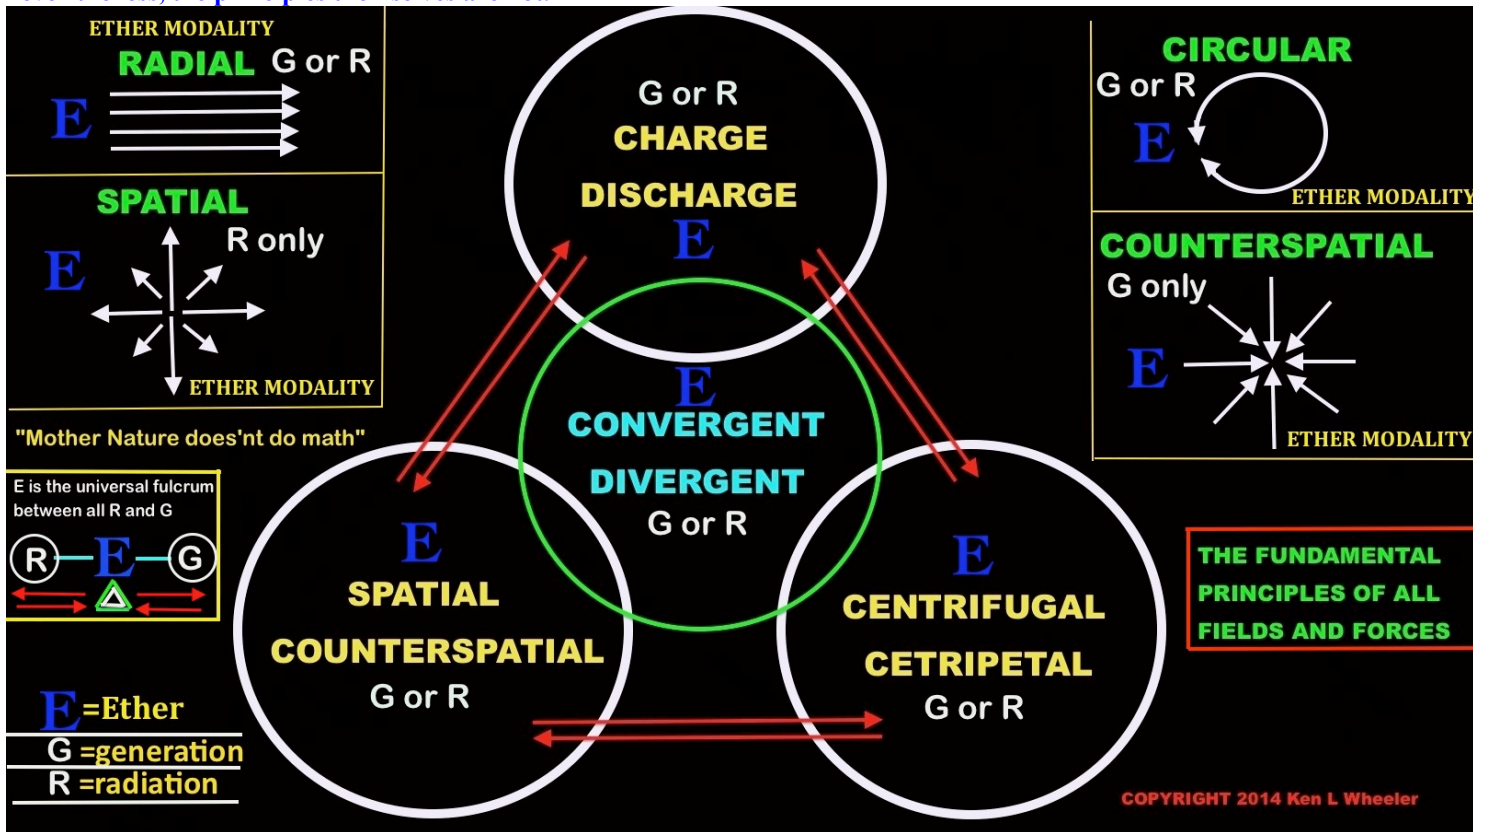 ETHER MODALITY
RADIAL G or R
E
SPATIAL
R only
E
ETHER MODALITY
"Mother Nature does'nt do math"
E is the universal fulcrum
between all R and G
R E G
E=Ether
G =generation
R =radiation
G or R
CHARGE
DISCHARGE
E
E
CONVERGENT
DIVERGENT
G or R
E
SPATIAL
COUNTERSPATIAL
G or R
E
CENTRIFUGAL
CETRIPETAL
G or R
CIRCULAR
G or R
E
ETHER MODALITY
COUNTERSPATIAL
G only
E
ETHER MODALITY
THE FUNDAMENTAL
PRINCIPLES OF ALL
FIELDS AND FORCES
COPYRIGHT 2014 Ken L Wheeler